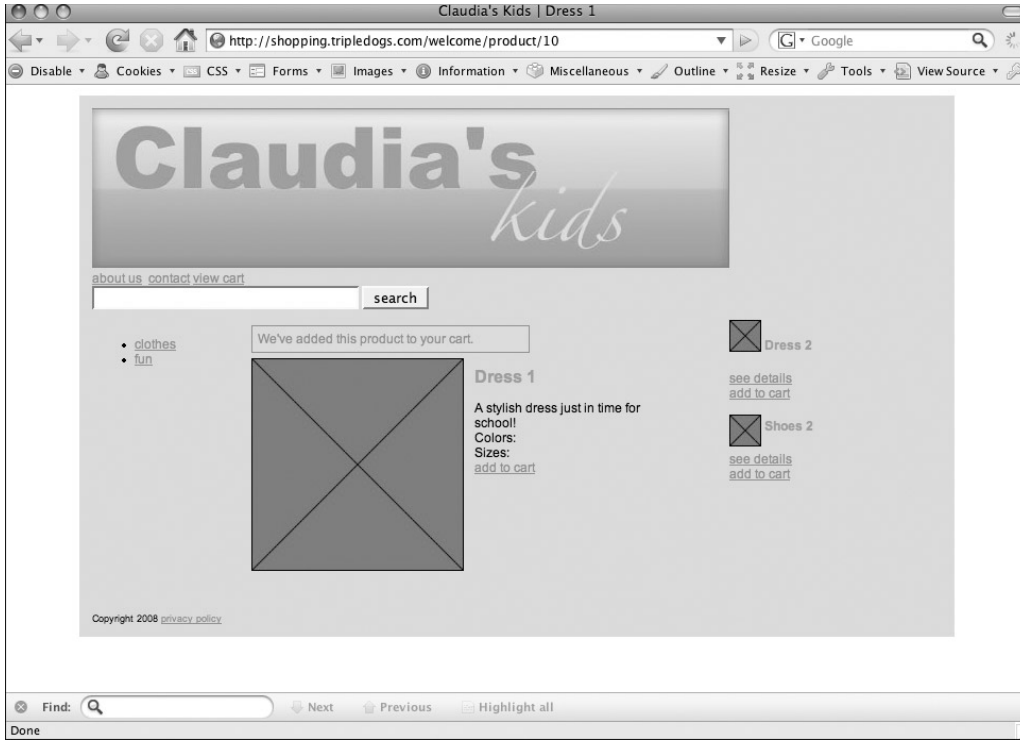 Claudia's Kids | Dress 1
http://shopping.tripledogs.com/welcome/product/10
G Google
Disable Cookies CSS Forms Images Information Miscellaneous Outline Resize Tools View Source
Claudia's
kids
about us contact view cart
search
clothes
fun
We've added this product to your cart.
Dress 1
A stylish dress just in time for
school!
Colors:
Sizes:
add to cart
Dress 2
see details
add to cart
Shoes 2
see details
add to cart
Copyright 2008 privacy policy
Find: Next Previous Highlight all
Done